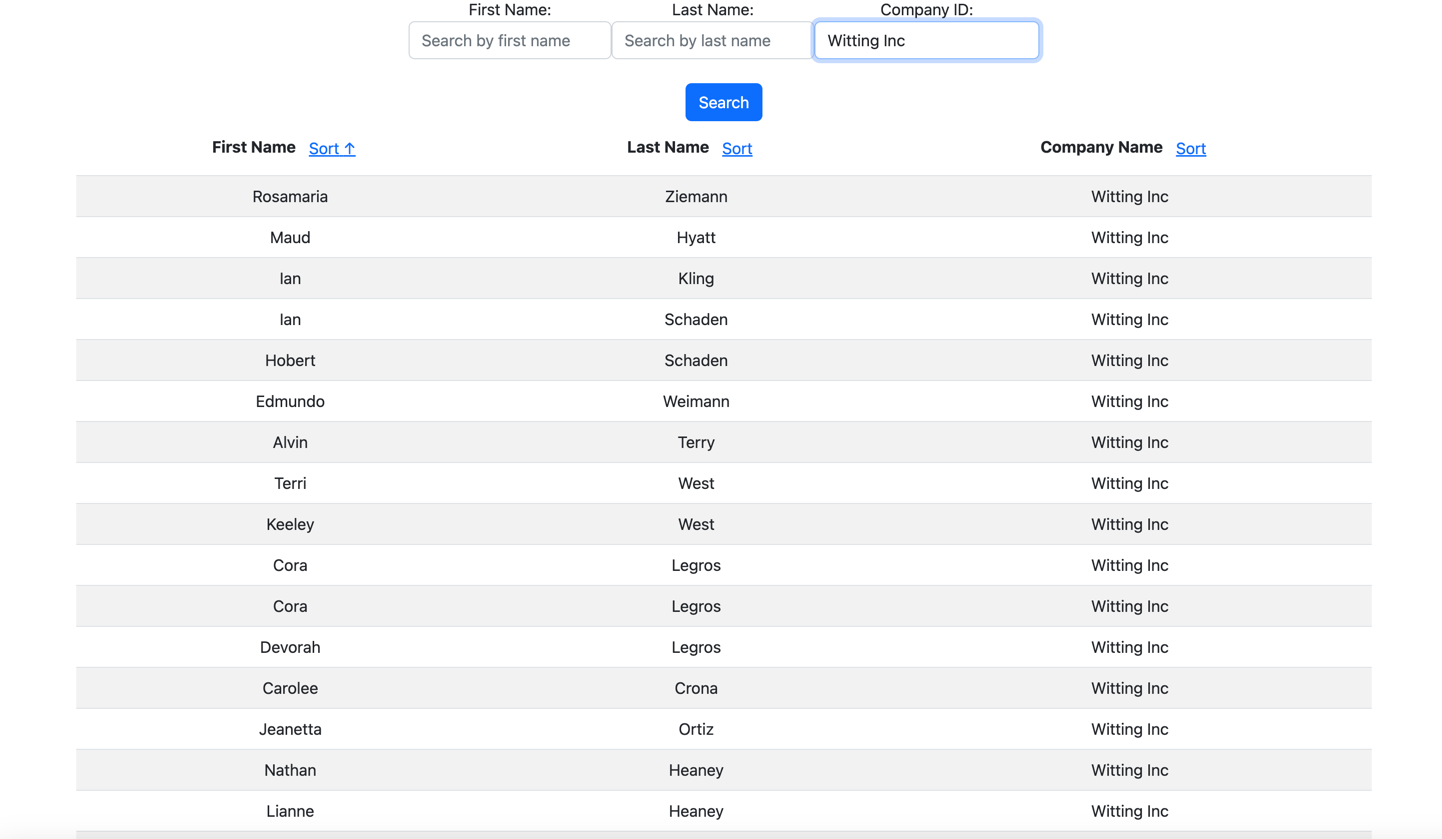 First Name: Last Name: Company ID:
Search by first name Search by last name Witting Inc
Search
First Name Sort ↑ Last Name Sort Company Name Sort
Rosamaria Ziemann Witting Inc
Maud Hyatt Witting Inc
Ian Kling Witting Inc
Ian Schaden Witting Inc
Hobert Schaden Witting Inc
Edmundo Weimann Witting Inc
Alvin Terry Witting Inc
Terri West Witting Inc
Keeley West Witting Inc
Cora Legros Witting Inc
Cora Legros Witting Inc
Devorah Legros Witting Inc
Carolee Crona Witting Inc
Jeanetta Ortiz Witting Inc
Nathan Heaney Witting Inc
Lianne Heaney Witting Inc